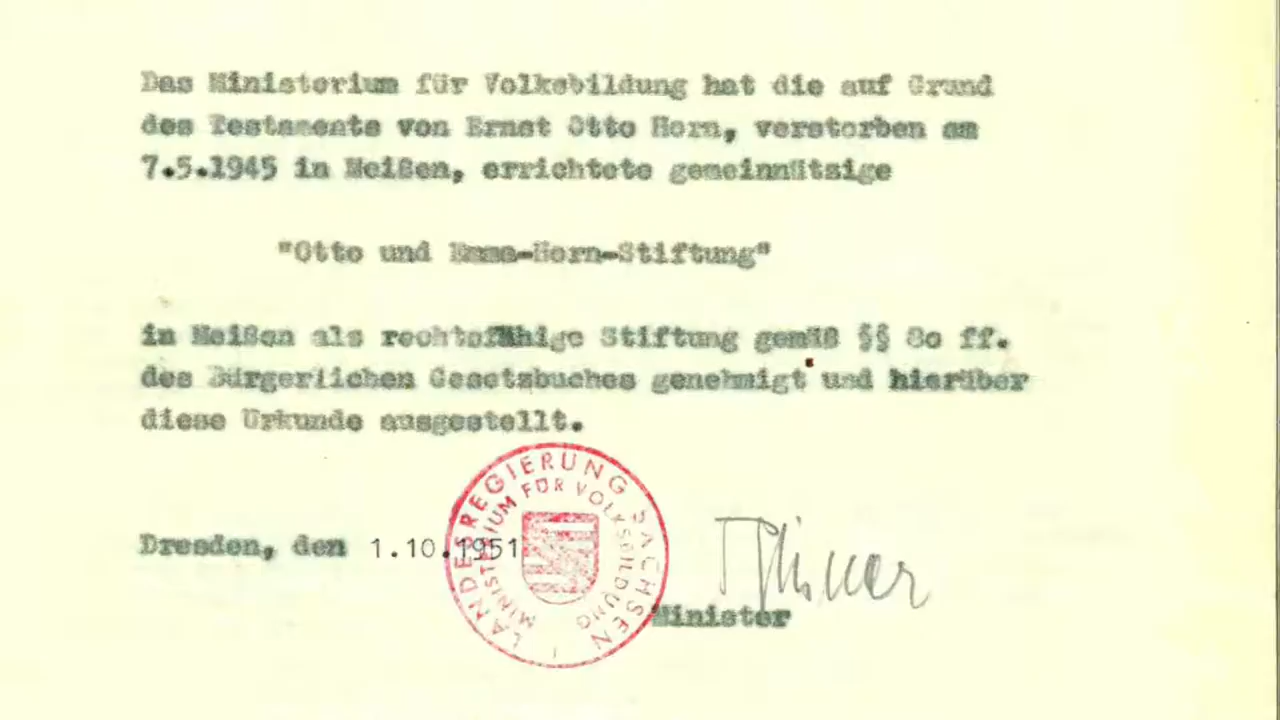 Das Ministerium für Volksbildung hat die auf Grund
des Testaments von Ernst Otto Horn, verstorben am
7.5.1945 in Meißen, errichtete gemeinnützige
"Otto und Emma-Horn-Stiftung"
in Meißen als rechtsfähige Stiftung gemäß §§ 80 ff.
des Bürgerlichen Gesetzbuches genehmigt und hierüber
diese Urkunde ausgestellt.
LANDESREGIERUNG SACHSEN
MINISTERIUM FÜR VOLKSBILDUNG
Dresden, den 1.10.1951
Minister